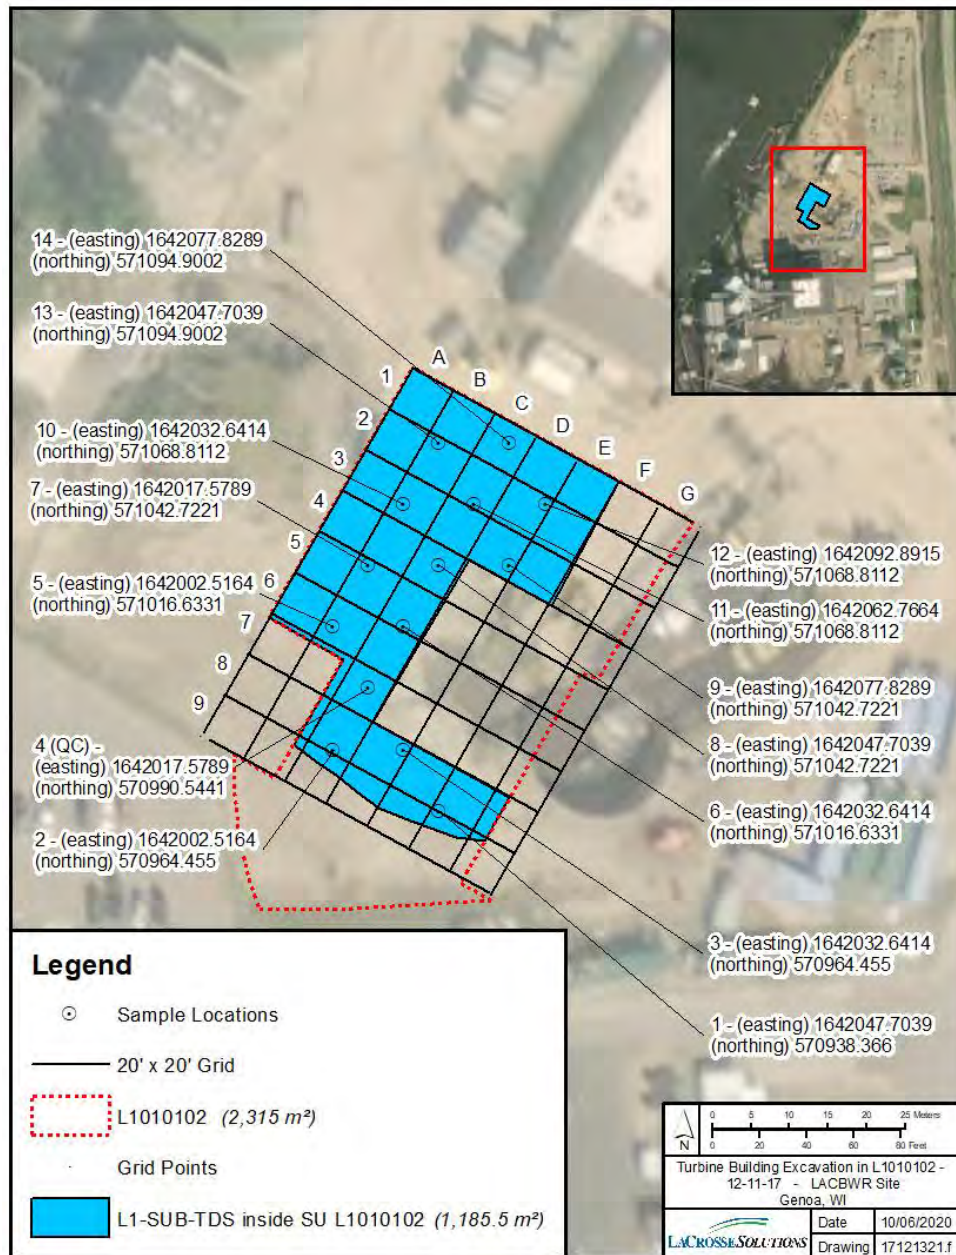 14 - (easting) 1642077.8289
(northing) 571094.9002
13 - (easting) 1642047.7039
(northing) 571094.9002
10 - (easting) 1642032.6414
(northing) 571068.8112
7 - (easting) 1642017.5789
(northing) 571042.7221
5 - (easting) 1642002.5164
(northing) 571016.6331
4 (QC) -
(easting) 1642017.5789
(northing) 570990.5441
2 - (easting) 1642002.5164
(northing) 570964.455
A
B
C
D
E
F
G
1
2
3
4
5
6
7
8
9
12 - (easting) 1642092.8915
(northing) 571068.8112
11 - (easting) 1642062.7664
(northing) 571068.8112
9 - (easting) 1642077.8289
(northing) 571042.7221
8 - (easting) 1642047.7039
(northing) 571042.7221
6 - (easting) 1642032.6414
(northing) 571016.6331
3 - (easting) 1642032.6414
(northing) 570964.455
1 - (easting) 1642047.7039
(northing) 570938.366
Legend
Sample Locations
20' x 20' Grid
L1010102 (2,315 m²)
Grid Points
L1-SUB-TDS inside SU L1010102 (1,185.5 m²)
N
0 5 10 15 20 25 Meters
0 20 40 60 80 Feet
Turbine Building Excavation in L1010102 -
12-11-17 - LACBWR Site
Genoa, WI
LACROSSESOLUTIONS
Date 10/06/2020
Drawing 17121321.f